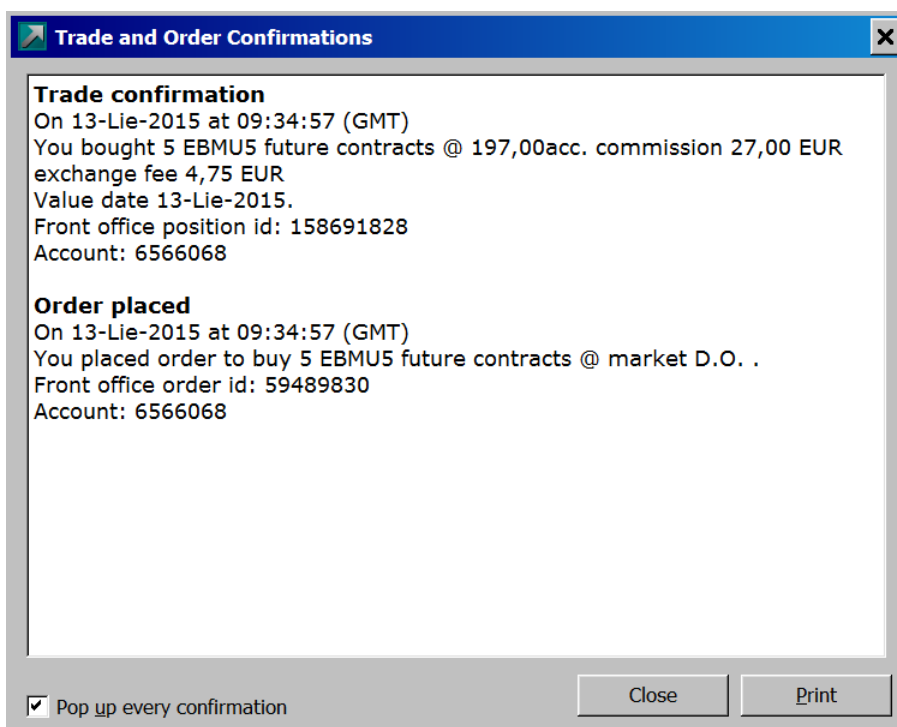 Trade and Order Confirmations
Trade confirmation
On 13-Lie-2015 at 09:34:57 (GMT)
You bought 5 EBMU5 future contracts @ 197,00acc. commission 27,00 EUR
exchange fee 4,75 EUR
Value date 13-Lie-2015.
Front office position id: 158691828
Account: 6566068
Order placed
On 13-Lie-2015 at 09:34:57 (GMT)
You placed order to buy 5 EBMU5 future contracts @ market D.O. .
Front office order id: 59489830
Account: 6566068
Pop up every confirmation
Close
Print